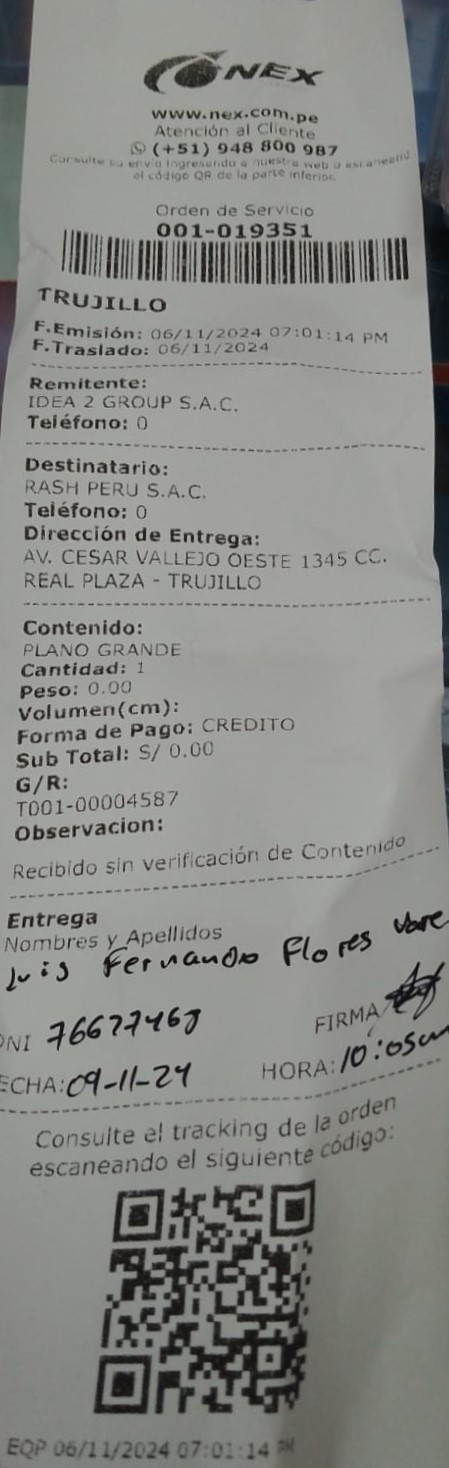 NEX
www.nex.com.pe
Atención al Cliente
(+51) 948 800 987
Consulte su envío ingresando a nuestra web o escaneand
el código QR de la parte inferior.
Orden de Servicio
001-019351
TRUJILLO
F.Emisión: 06/11/2024 07:01:14 PM
F.Traslado: 06/11/2024
Remitente:
IDEA 2 GROUP S.A.C.
Teléfono: 0
Destinatario:
RASH PERU S.A.C.
Teléfono: 0
Dirección de Entrega:
AV. CESAR VALLEJO OESTE 1345 CC.
REAL PLAZA - TRUJILLO
Contenido:
PLANO GRANDE
Cantidad: 1
Peso: 0.00
Volumen(cm):
Forma de Pago: CREDITO
Sub Total: S/ 0.00
G/R:
T001-00004587
Observacion:
Recibido sin verificación de Contenido
Entrega
Nombres y Apellidos
Luis Fernando Flores
DNI FIRMA
ECHA: 09-11-24 HORA: 10:05
Consulte el tracking de la orden
escaneando el siguiente código:
EQP 06/11/2024 07:01:14 PM